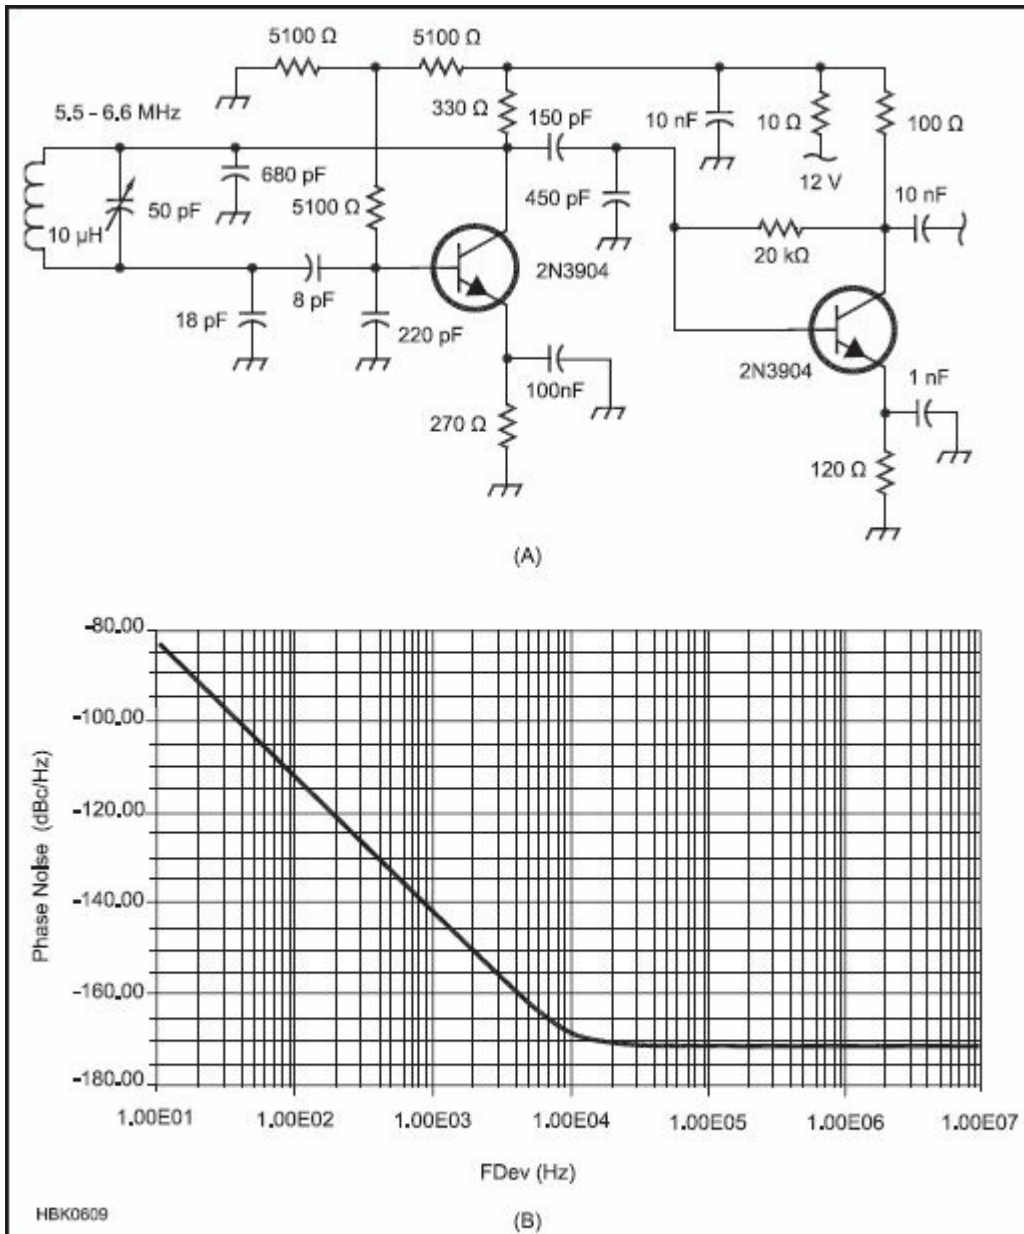 5100 Ω
5100 Ω
5.5 – 6.6 MHz
330 Ω
150 pF
10 nF
10 Ω
100 Ω
12 V
680 pF
50 pF
5100 Ω
450 pF
10 nF
10 µH
20 kΩ
2N3904
8 pF
18 pF
220 pF
2N3904
100nF
1 nF
270 Ω
120 Ω
(A)
Phase Noise (dBc/Hz)
-80.00
-100.00
-120.00
-140.00
-160.00
-180.00
1.00E01
1.00E02
1.00E03
1.00E04
1.00E05
1.00E06
1.00E07
FDev (Hz)
HBK0609
(B)